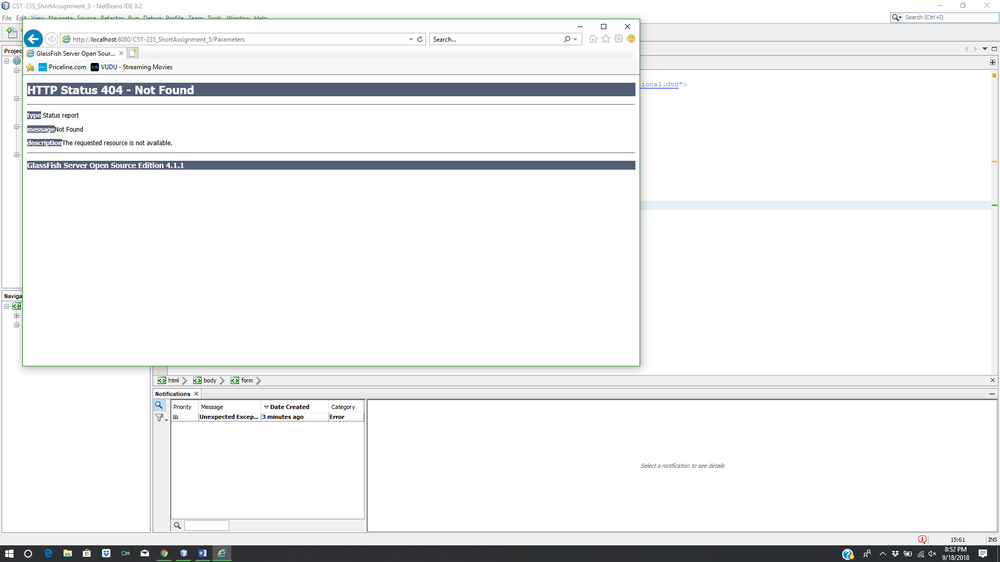 CST-235_ShortAssignment_5 - NetBeans IDE 8.2
File Edit View Navigate Source Refactor Run Debug Profile Team Tools Window Help
Search (Ctrl+I)
http://localhost:8080/CST-235_ShortAssignment_5/Parameters
Search...
Projec
GlassFish Server Open Sour...
Priceline.com
VUDU - Streaming Movies
HTTP Status 404 - Not Found
ional.dtd">
type Status report
messageNot Found
descriptionThe requested resource is not available.
GlassFish Server Open Source Edition 4.1.1
Naviga
html body form
Notifications
Priority Message Date Created Category
Unexpected Excep... 3 minutes ago Error
Select a notification to see details
1
15:61
INS
8:52 PM
9/18/2018